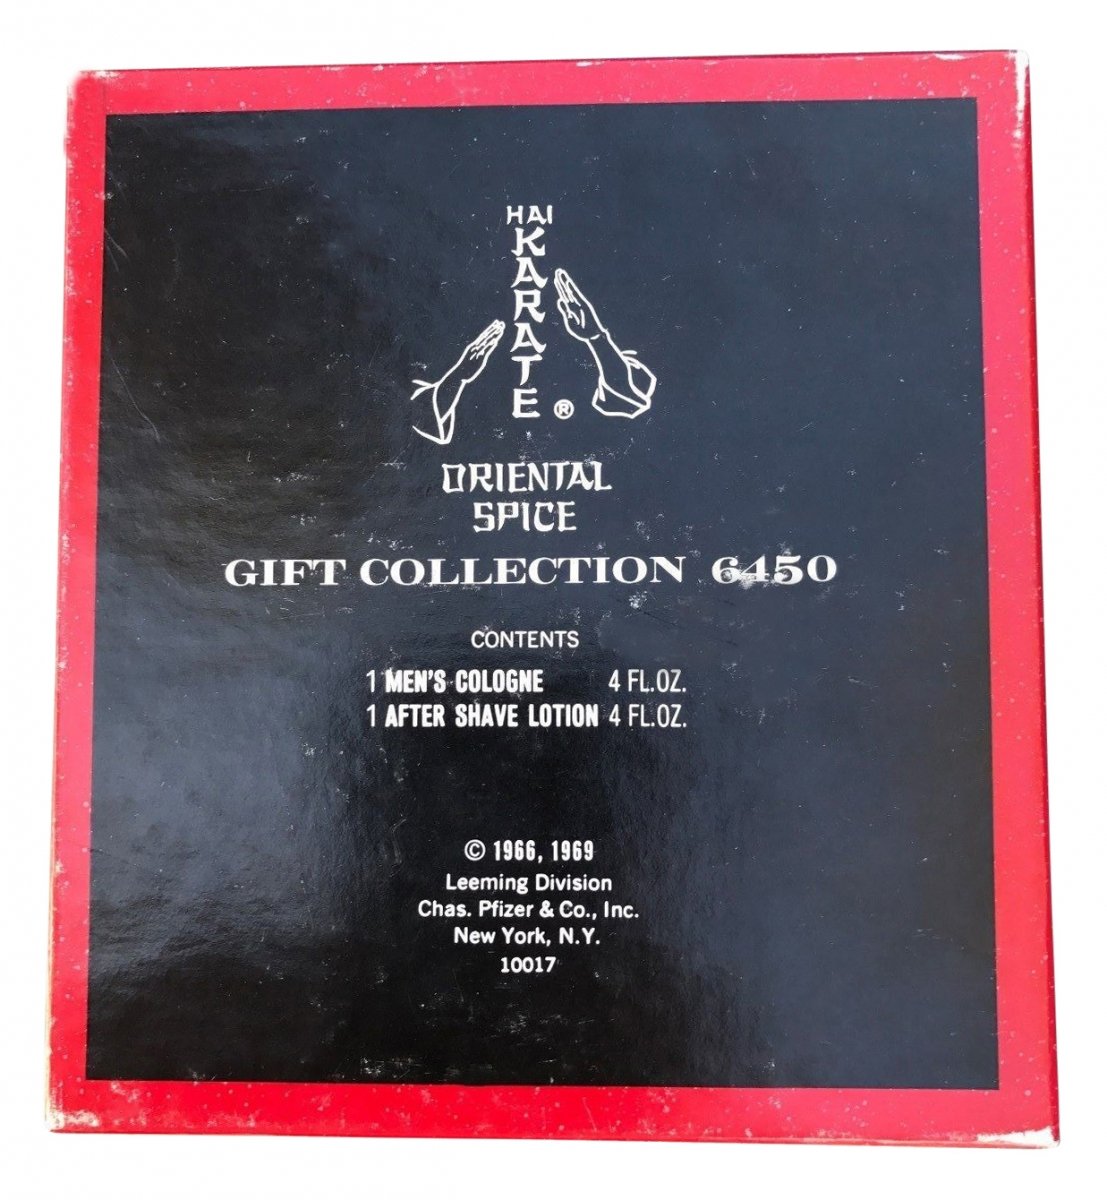 HAI
KARATE ®
ORIENTAL
SPICE
GIFT COLLECTION 6450
CONTENTS
1 MEN'S COLOGNE 4 FL.OZ.
1 AFTER SHAVE LOTION 4 FL.OZ.
© 1966, 1969
Leeming Division
Chas. Pfizer & Co., Inc.
New York, N.Y.
10017